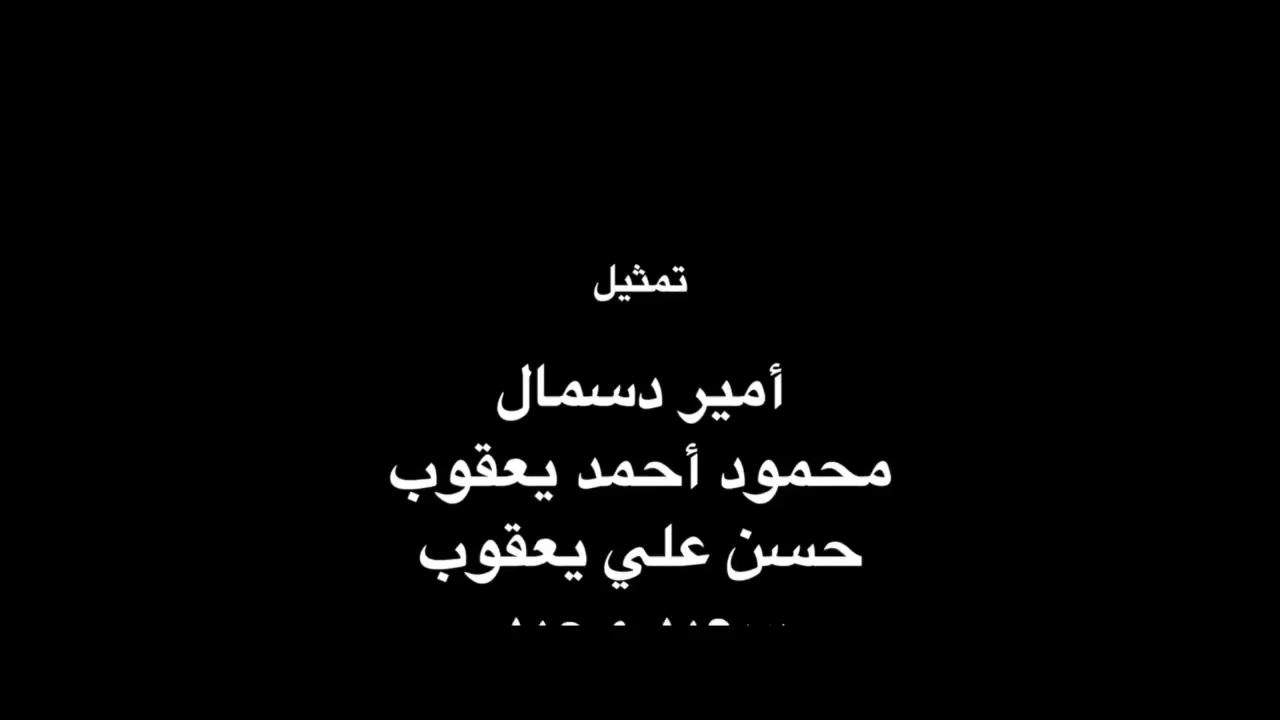 تمثيل
أمير دسمال
محمود أحمد يعقوب
حسن علي يعقوب